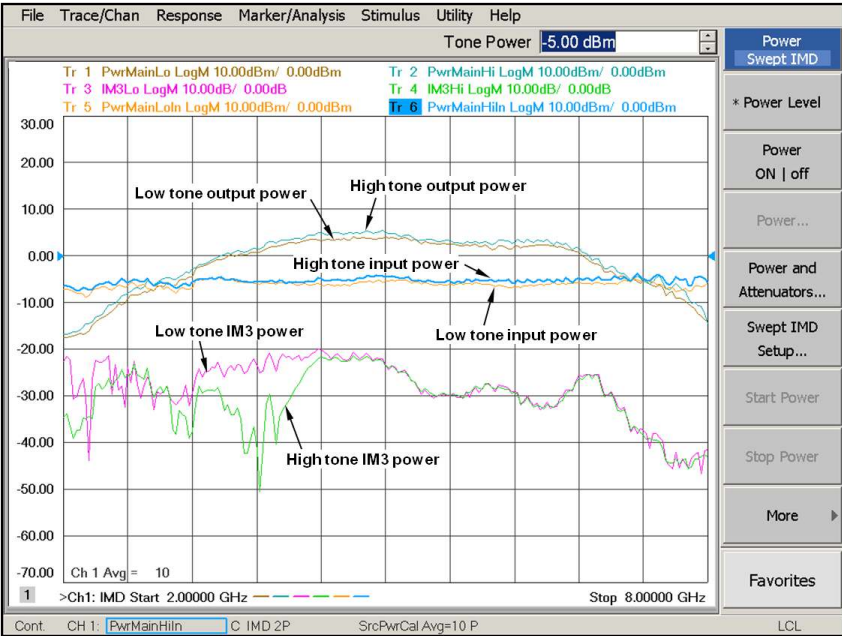 File Trace/Chan Response Marker/Analysis Stimulus Utility Help
Tone Power -5.00 dBm
Power
Swept IMD
Tr 1 PwrMainLo LogM 10.00dBm/ 0.00dBm
Tr 2 PwrMainHi LogM 10.00dBm/ 0.00dBm
Tr 3 IM3Lo LogM 10.00dB/ 0.00dB
Tr 4 IM3Hi LogM 10.00dB/ 0.00dB
Tr 5 PwrMainLoIn LogM 10.00dBm/ 0.00dBm
Tr 6 PwrMainHiIn LogM 10.00dBm/ 0.00dBm
30.00
20.00
10.00
0.00
-10.00
-20.00
-30.00
-40.00
-50.00
-60.00
-70.00
Low tone output power
High tone output power
High tone input power
Low tone IM3 power
Low tone input power
High tone IM3 power
Ch 1 Avg = 10
1 >Ch1: IMD Start 2.00000 GHz
Stop 8.00000 GHz
* Power Level
Power
ON | off
Power...
Power and
Attenuators...
Swept IMD
Setup...
Start Power
Stop Power
More
Favorites
Cont. CH 1: PwrMainHiIn C IMD 2P SrcPwrCal Avg=10 P LCL